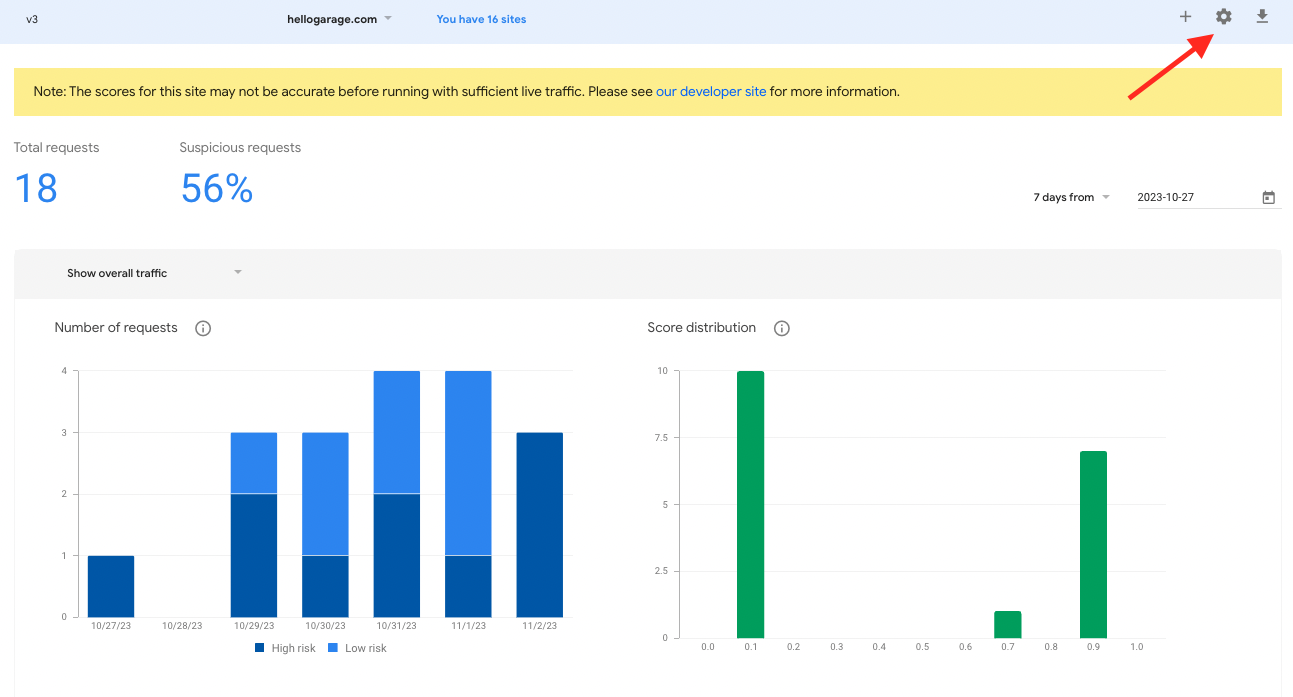 v3
hellogarage.com
You have 16 sites
Note: The scores for this site may not be accurate before running with sufficient live traffic. Please see our developer site for more information.
Total requests
Suspicious requests
18
56%
7 days from
2023-10-27
Show overall traffic
Number of requests
4
3
2
1
0
10/27/23 10/28/23 10/29/23 10/30/23 10/31/23 11/1/23 11/2/23
High risk Low risk
Score distribution
10
7.5
5
2.5
0
0.0 0.1 0.2 0.3 0.4 0.5 0.6 0.7 0.8 0.9 1.0